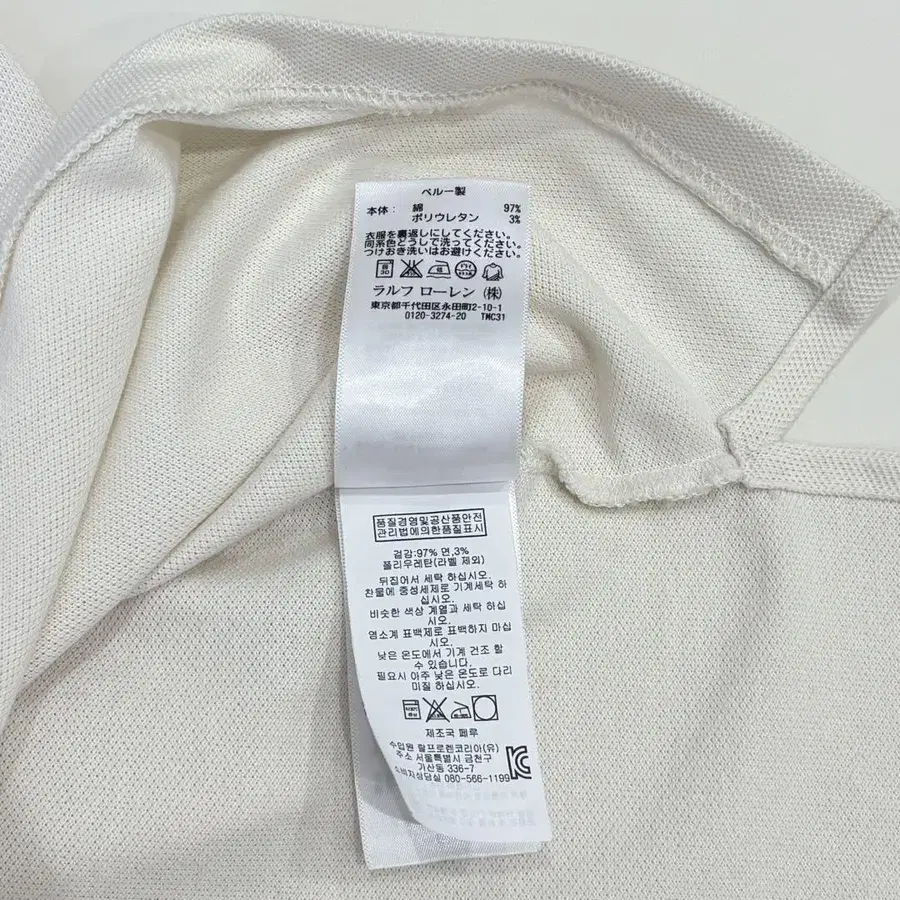 ペルー製
本体: 綿 97%
ポリウレタン 3%
衣服を裏返しにしてください。
同系色どうしで洗ってください。
つけおき洗いはお避けください。
ラルフ ローレン (株)
東京都千代田区永田町2-10-1
0120-3274-20 TMC31
품질경영및공산품안전
관리법에의한품질표시
겉감:97% 면,3%
폴리우레탄(라벨 제외)
뒤집어서 세탁 하십시오.
찬물에 중성세제로 기계세탁 하
십시오.
비슷한 색상 계열과 세탁 하십
시오.
염소계 표백제로 표백하지 마십
시오.
낮은 온도에서 기계 건조 할
수 있습니다.
필요시 아주 낮은 온도로 다리
미질 하십시오.
제조국 페루
수입원 랄프로렌코리아(유)
주소 서울특별시 금천구
가산동 336-7
소비자상담실 080-566-1199